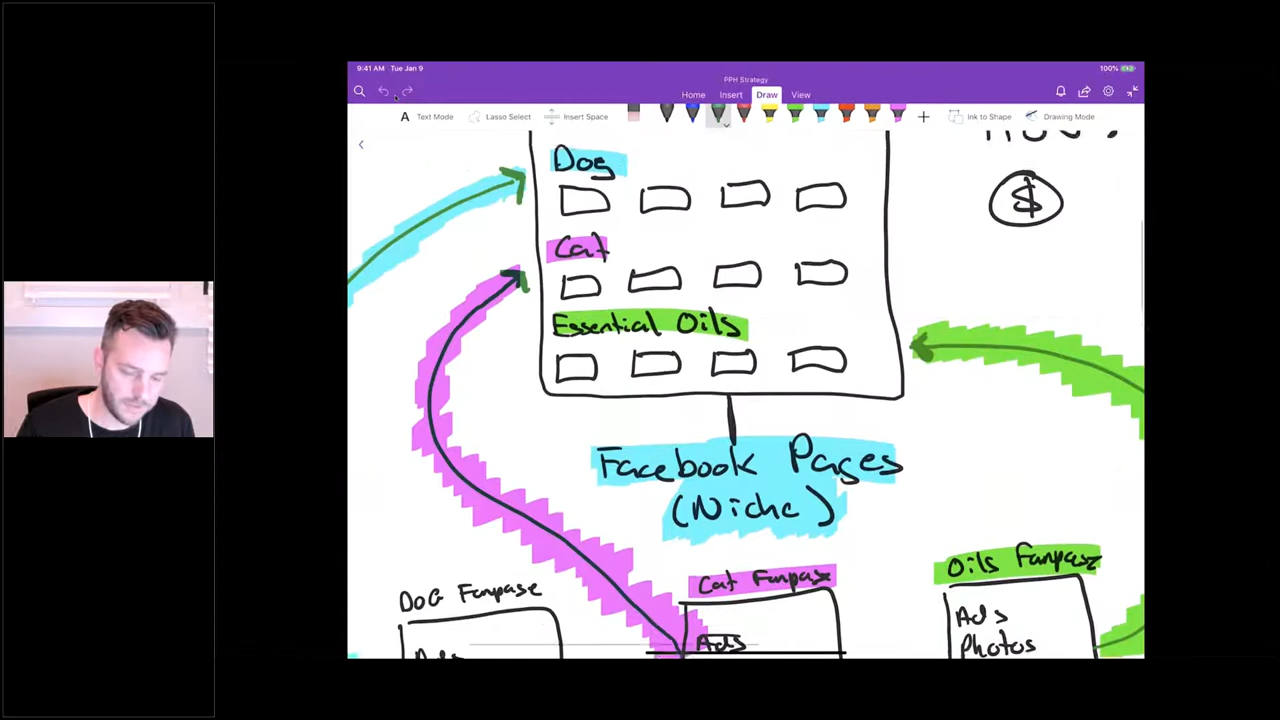 9:41 AM Tue Jan 9
100%
PPH Strategy
Home Insert Draw View
A Text Mode Lasso Select Insert Space Ink to Shape Drawing Mode
Dog
$
Cat
Essential Oils
Facebook Pages
(Niche)
Oils Fanpage
Cat Fanpage
DOG Fanpage
Ads
Ads
Photos